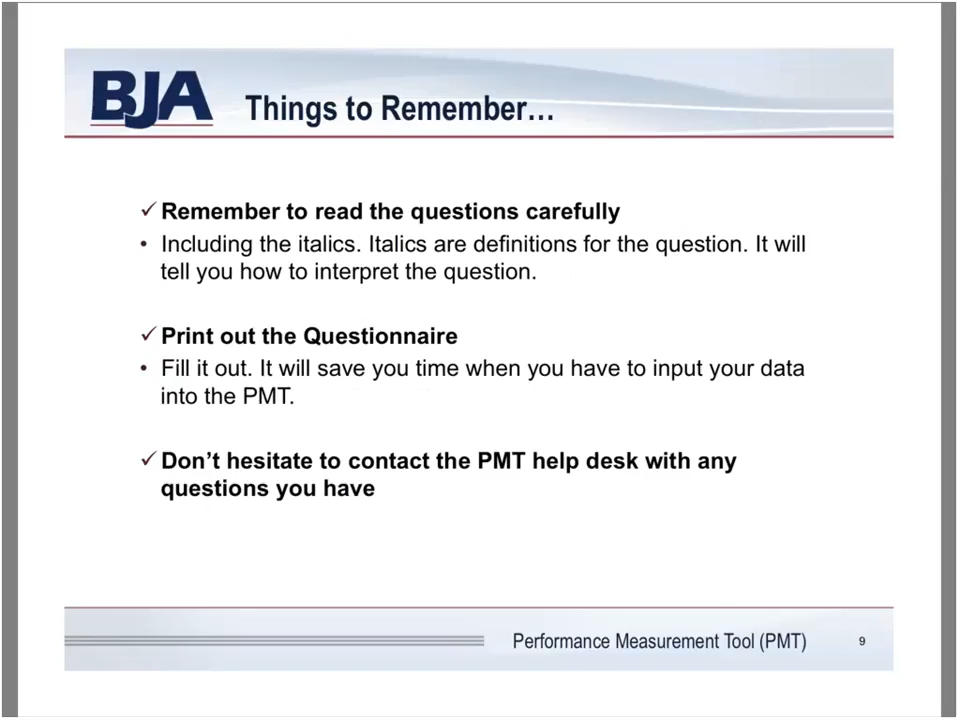 BJA
Things to Remember…
✓ Remember to read the questions carefully
• Including the italics. Italics are definitions for the question. It will
tell you how to interpret the question.
✓ Print out the Questionnaire
• Fill it out. It will save you time when you have to input your data
into the PMT.
✓ Don’t hesitate to contact the PMT help desk with any
questions you have
Performance Measurement Tool (PMT)
9